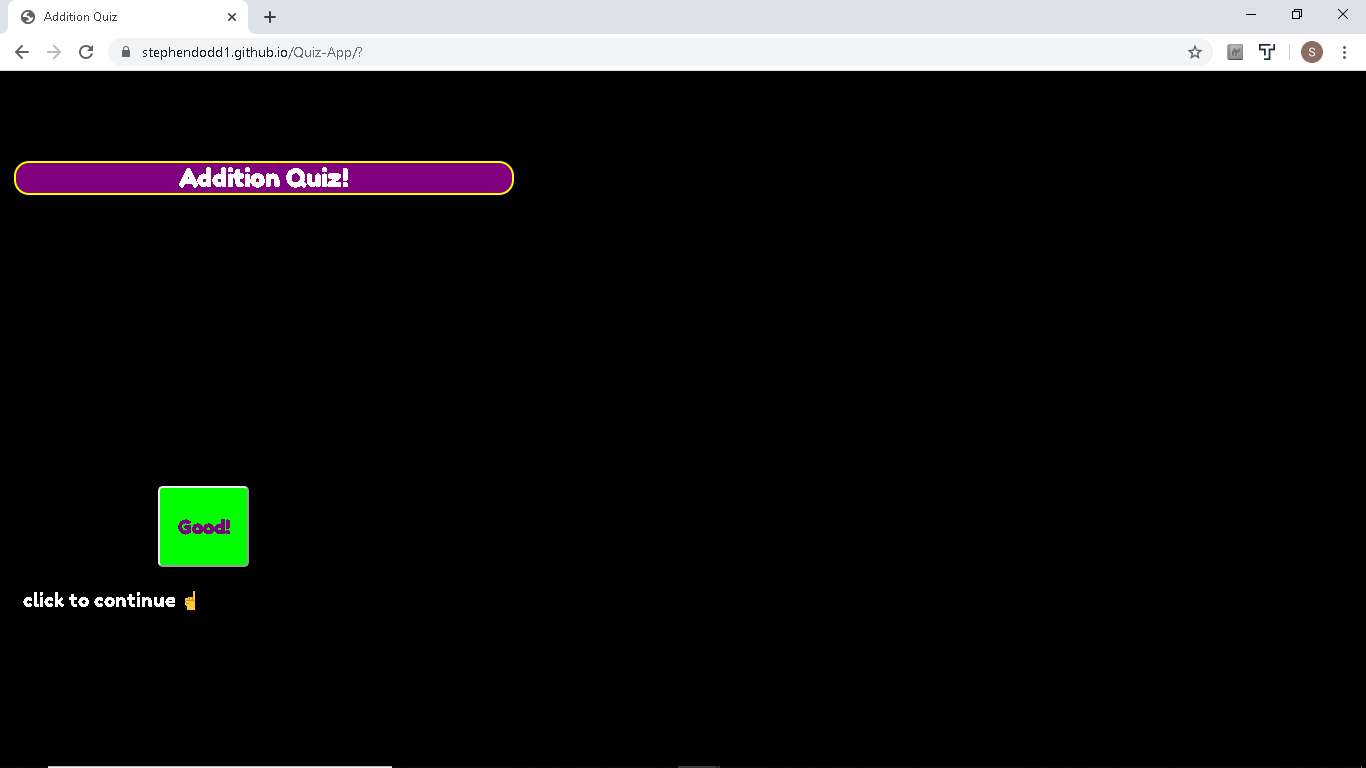 Addition Quiz
stephendodd1.github.io/Quiz-App/?
S
Addition Quiz!
Good!
click to continue ☝